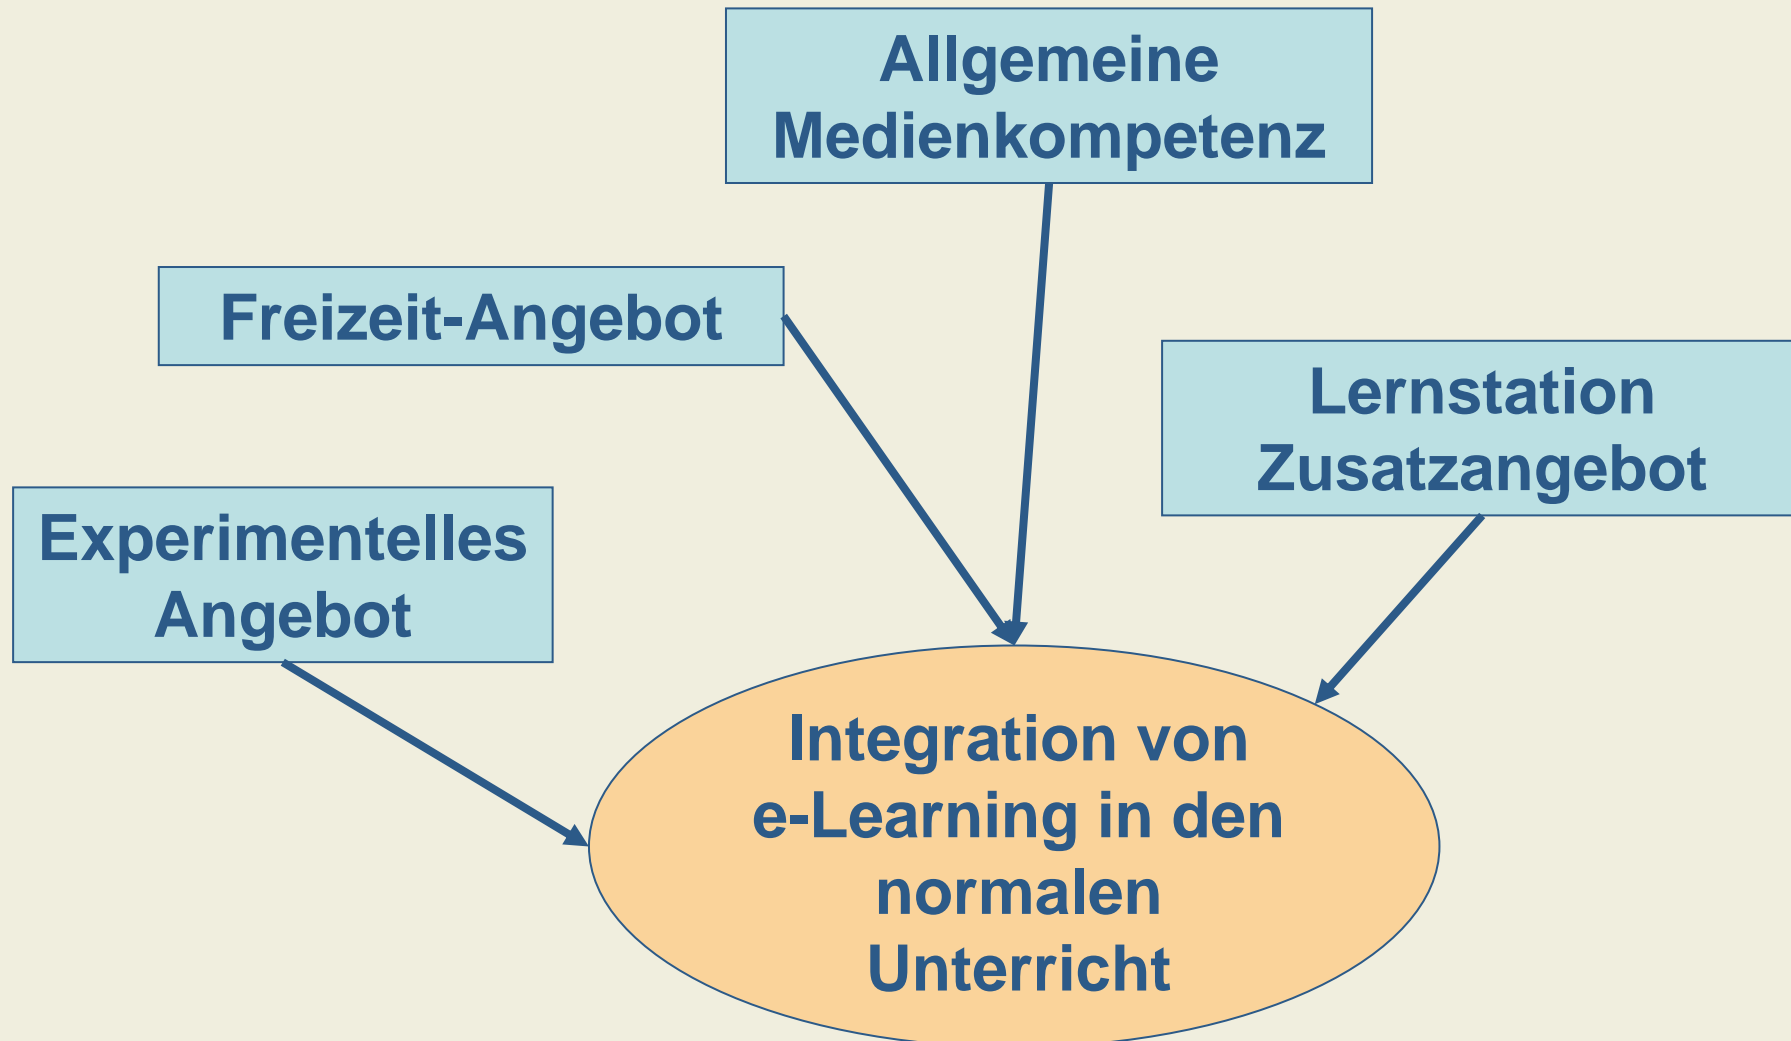 Allgemeine
Medienkompetenz
Freizeit-Angebot
Lernstation
Zusatzangebot
Experimentelles
Angebot
Integration von
e-Learning in den
normalen
Unterricht